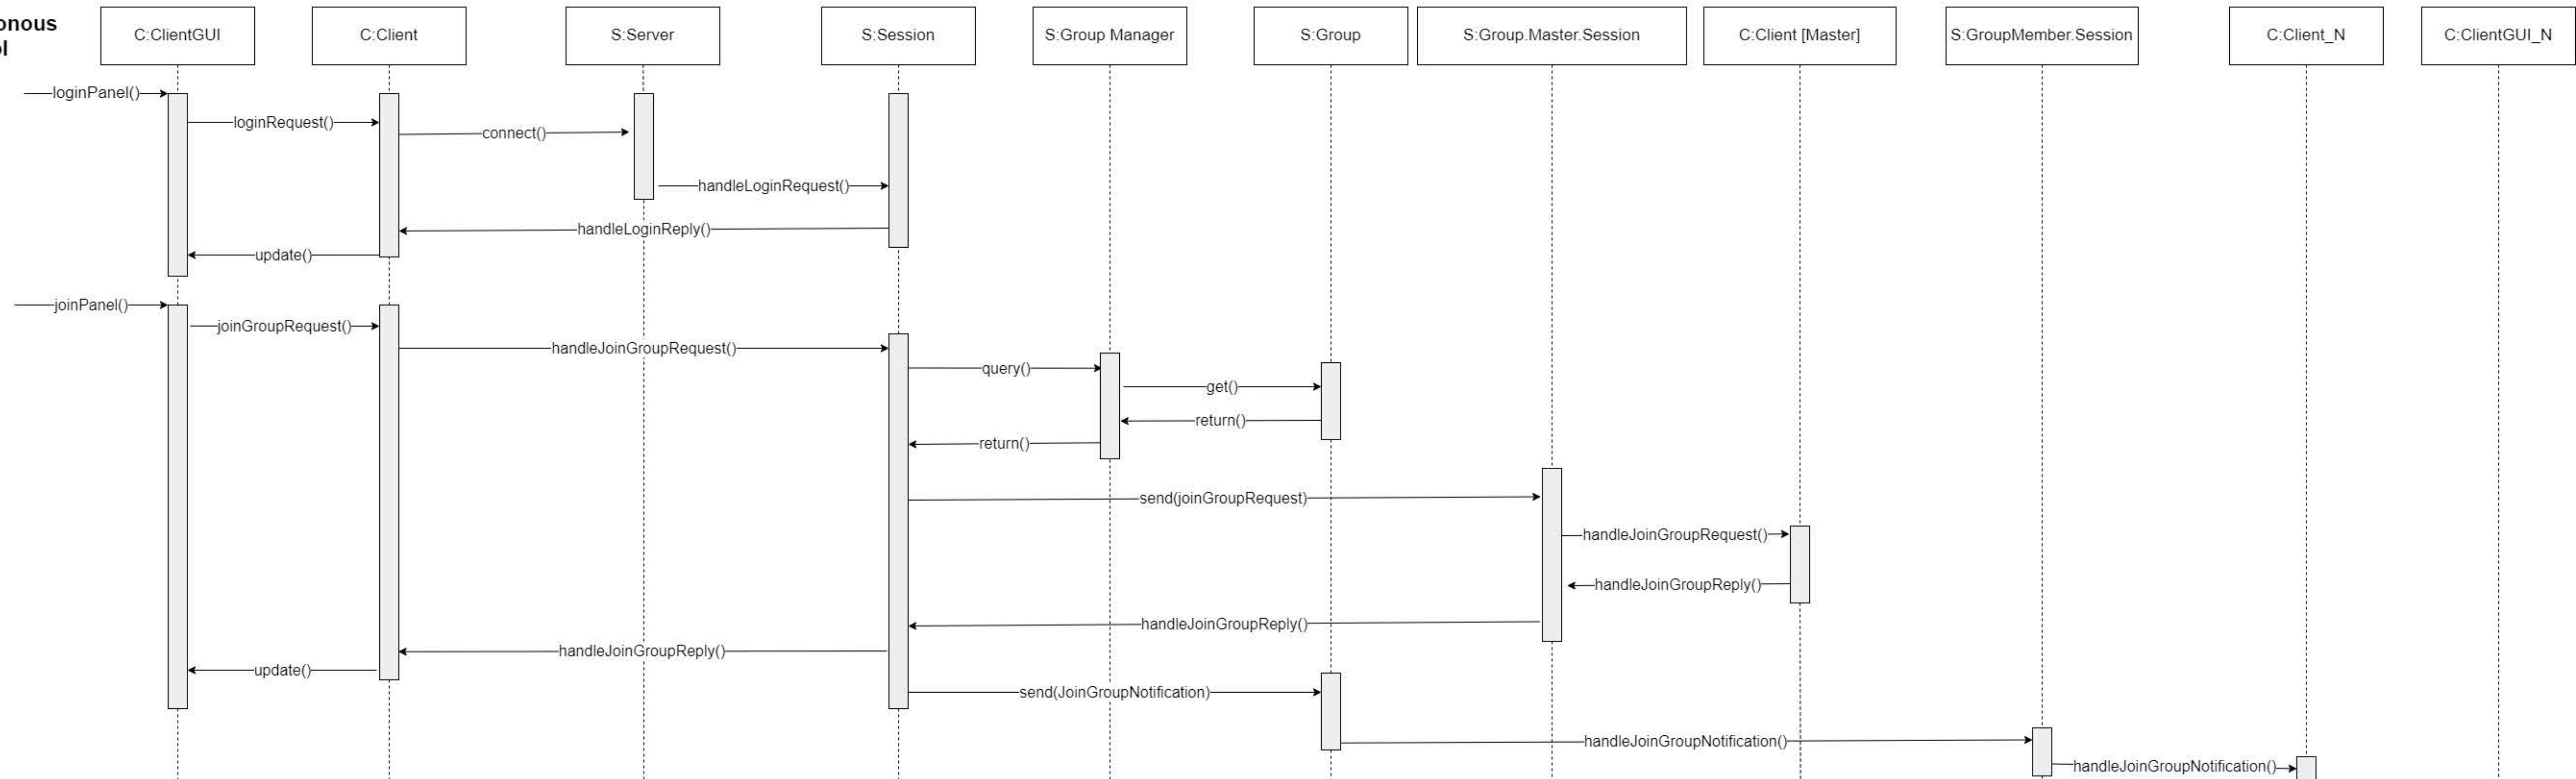 C:ClientGUI
C:Client
S:Server
S:Session
S:Group Manager
S:Group
S:Group.Master.Session
C:Client [Master]
S:GroupMember.Session
C:Client_N
C:ClientGUI_N
loginPanel()
loginRequest()
connect()
handleLoginRequest()
handleLoginReply()
update()
joinPanel()
joinGroupRequest()
handleJoinGroupRequest()
query()
get()
return()
return()
send(joinGroupRequest)
handleJoinGroupRequest()
handleJoinGroupReply()
handleJoinGroupReply()
handleJoinGroupReply()
update()
send(JoinGroupNotification)
handleJoinGroupNotification()
handleJoinGroupNotification()